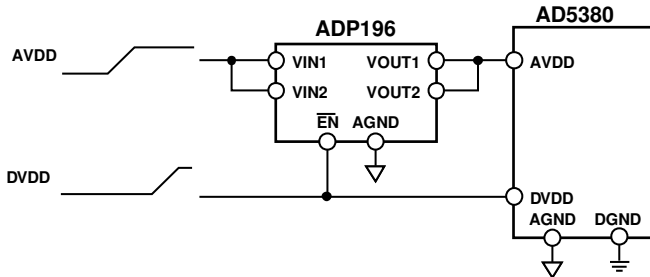 ADP196
AD5380
AVDD
VIN1
VOUT1
AVDD
VIN2
VOUT2
EN
AGND
DVDD
DVDD
AGND
DGND